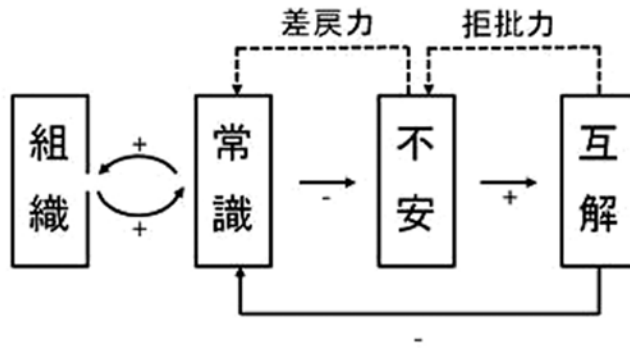 差戻力
拒批力
組織
常識
不安
互解
+
+
-
+
-